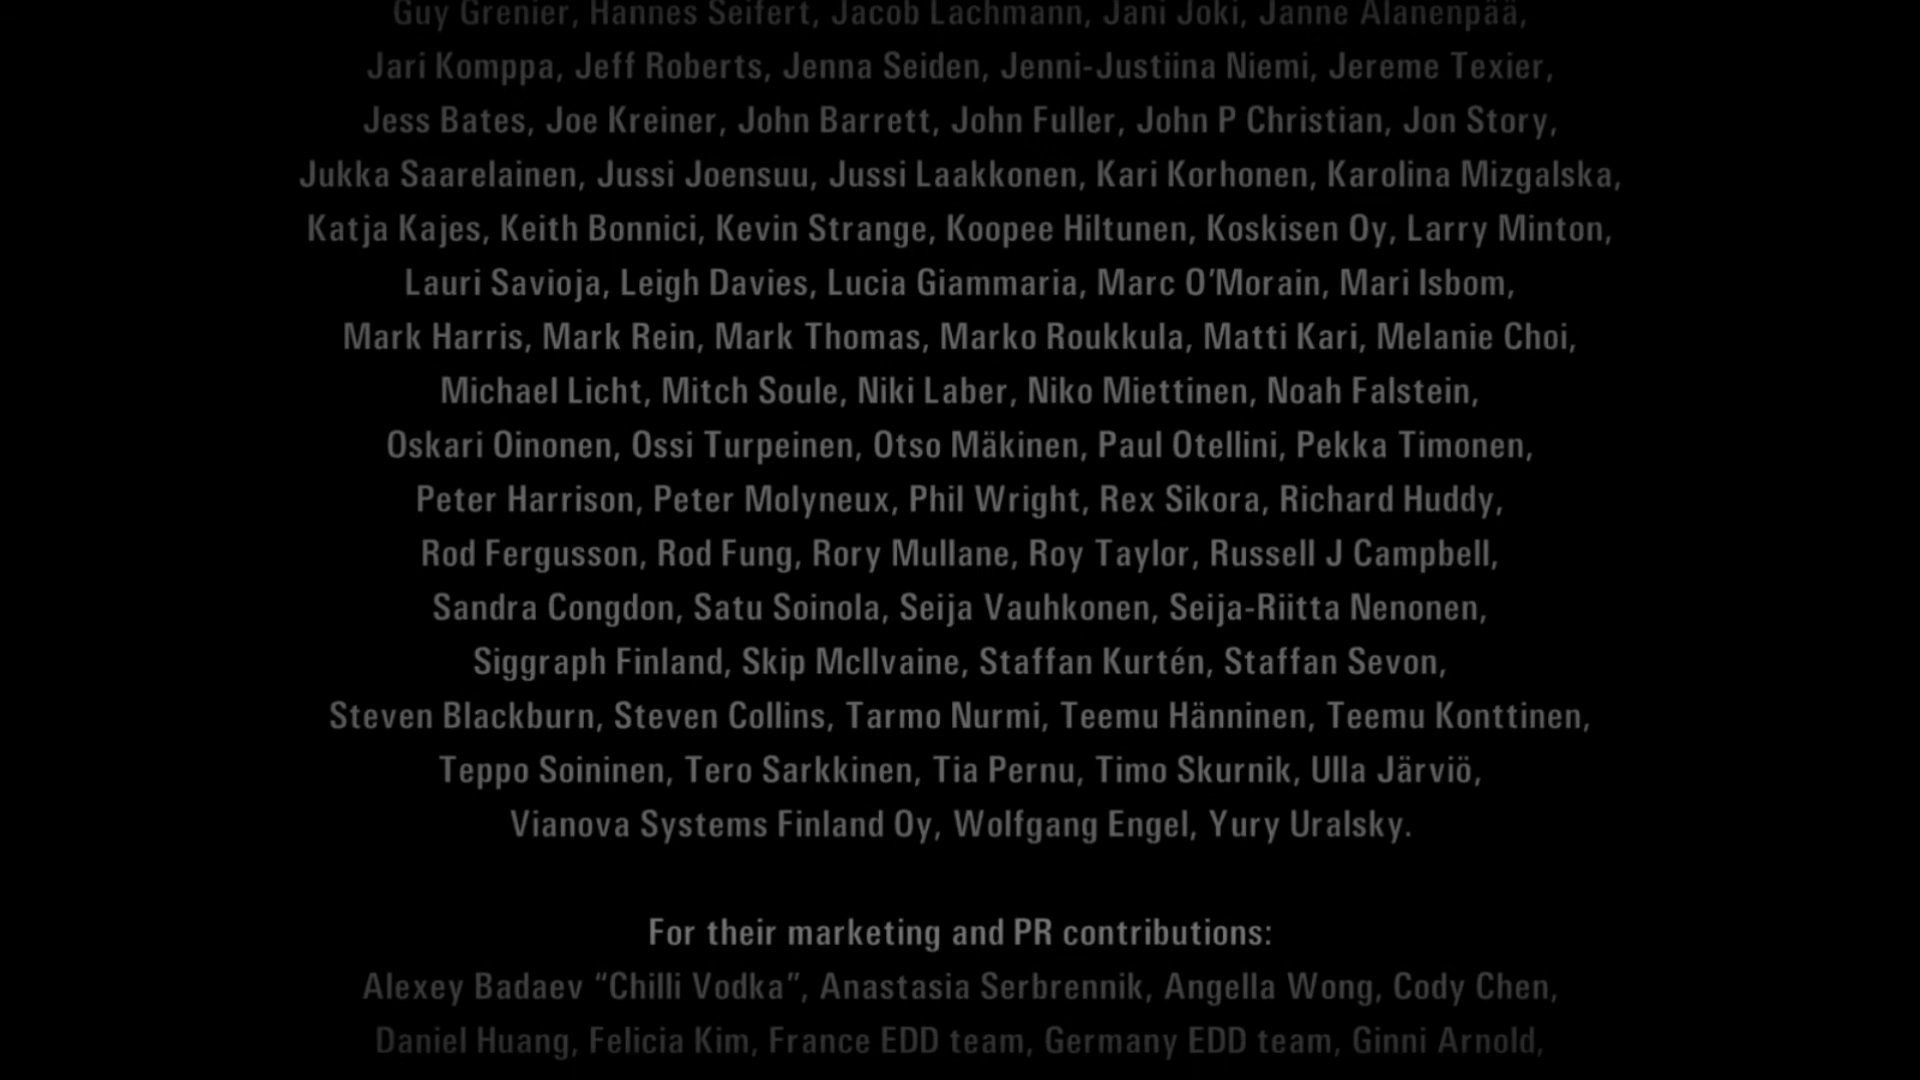 Guy Grenier, Hannes Seifert, Jacob Lachmann, Jani Joki, Janne Alanenpää,
Jari Komppa, Jeff Roberts, Jenna Seiden, Jenni-Justiina Niemi, Jereme Texier,
Jess Bates, Joe Kreiner, John Barrett, John Fuller, John P Christian, Jon Story,
Jukka Saarelainen, Jussi Joensuu, Jussi Laakkonen, Kari Korhonen, Karolina Mizgalska,
Katja Kajes, Keith Bonnici, Kevin Strange, Koopee Hiltunen, Koskisen Oy, Larry Minton,
Lauri Savioja, Leigh Davies, Lucia Giammaria, Marc O’Morain, Mari Isbom,
Mark Harris, Mark Rein, Mark Thomas, Marko Roukkula, Matti Kari, Melanie Choi,
Michael Licht, Mitch Soule, Niki Laber, Niko Miettinen, Noah Falstein,
Oskari Oinonen, Ossi Turpeinen, Otso Mäkinen, Paul Otellini, Pekka Timonen,
Peter Harrison, Peter Molyneux, Phil Wright, Rex Sikora, Richard Huddy,
Rod Fergusson, Rod Fung, Rory Mullane, Roy Taylor, Russell J Campbell,
Sandra Congdon, Satu Soinola, Seija Vauhkonen, Seija-Riitta Nenonen,
Siggraph Finland, Skip McIlvaine, Staffan Kurtén, Staffan Sevon,
Steven Blackburn, Steven Collins, Tarmo Nurmi, Teemu Hänninen, Teemu Konttinen,
Teppo Soininen, Tero Sarkkinen, Tia Pernu, Timo Skurnik, Ulla Järviö,
Vianova Systems Finland Oy, Wolfgang Engel, Yury Uralsky.
For their marketing and PR contributions:
Alexey Badaev “Chilli Vodka”, Anastasia Serbrennik, Angella Wong, Cody Chen,
Daniel Huang, Felicia Kim, France EDD team, Germany EDD team, Ginni Arnold,